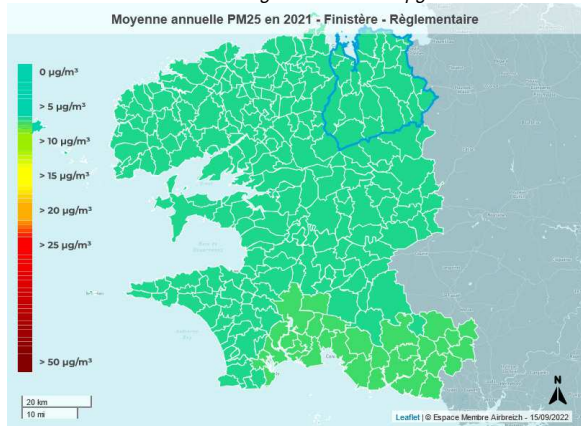 Moyenne annuelle PM25 en 2021 - Finistère - Règlementaire
0 µg/m³
> 5 µg/m³
> 10 µg/m³
> 15 µg/m³
> 20 µg/m³
> 25 µg/m³
> 50 µg/m³
20 km
10 mi
N
Leaflet | © Espace Membre Airbreizh - 15/09/2022